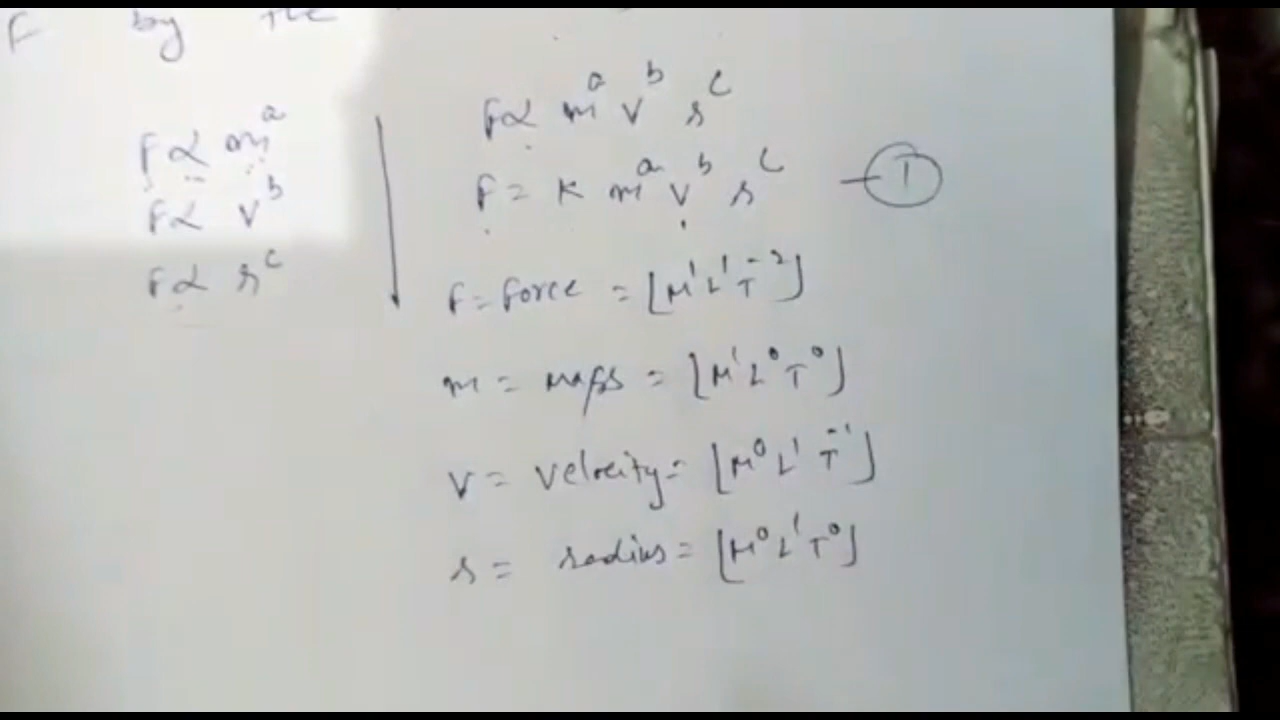 F by the
F ∝ m^a
F ∝ v^b
F ∝ r^c
F ∝ m^a v^b r^c
F = K m^a v^b r^c — ①
F = Force = [M^1 L^1 T^-2]
m = mass = [M^1 L^0 T^0]
v = velocity = [M^0 L^1 T^-1]
r = radius = [M^0 L^1 T^0]